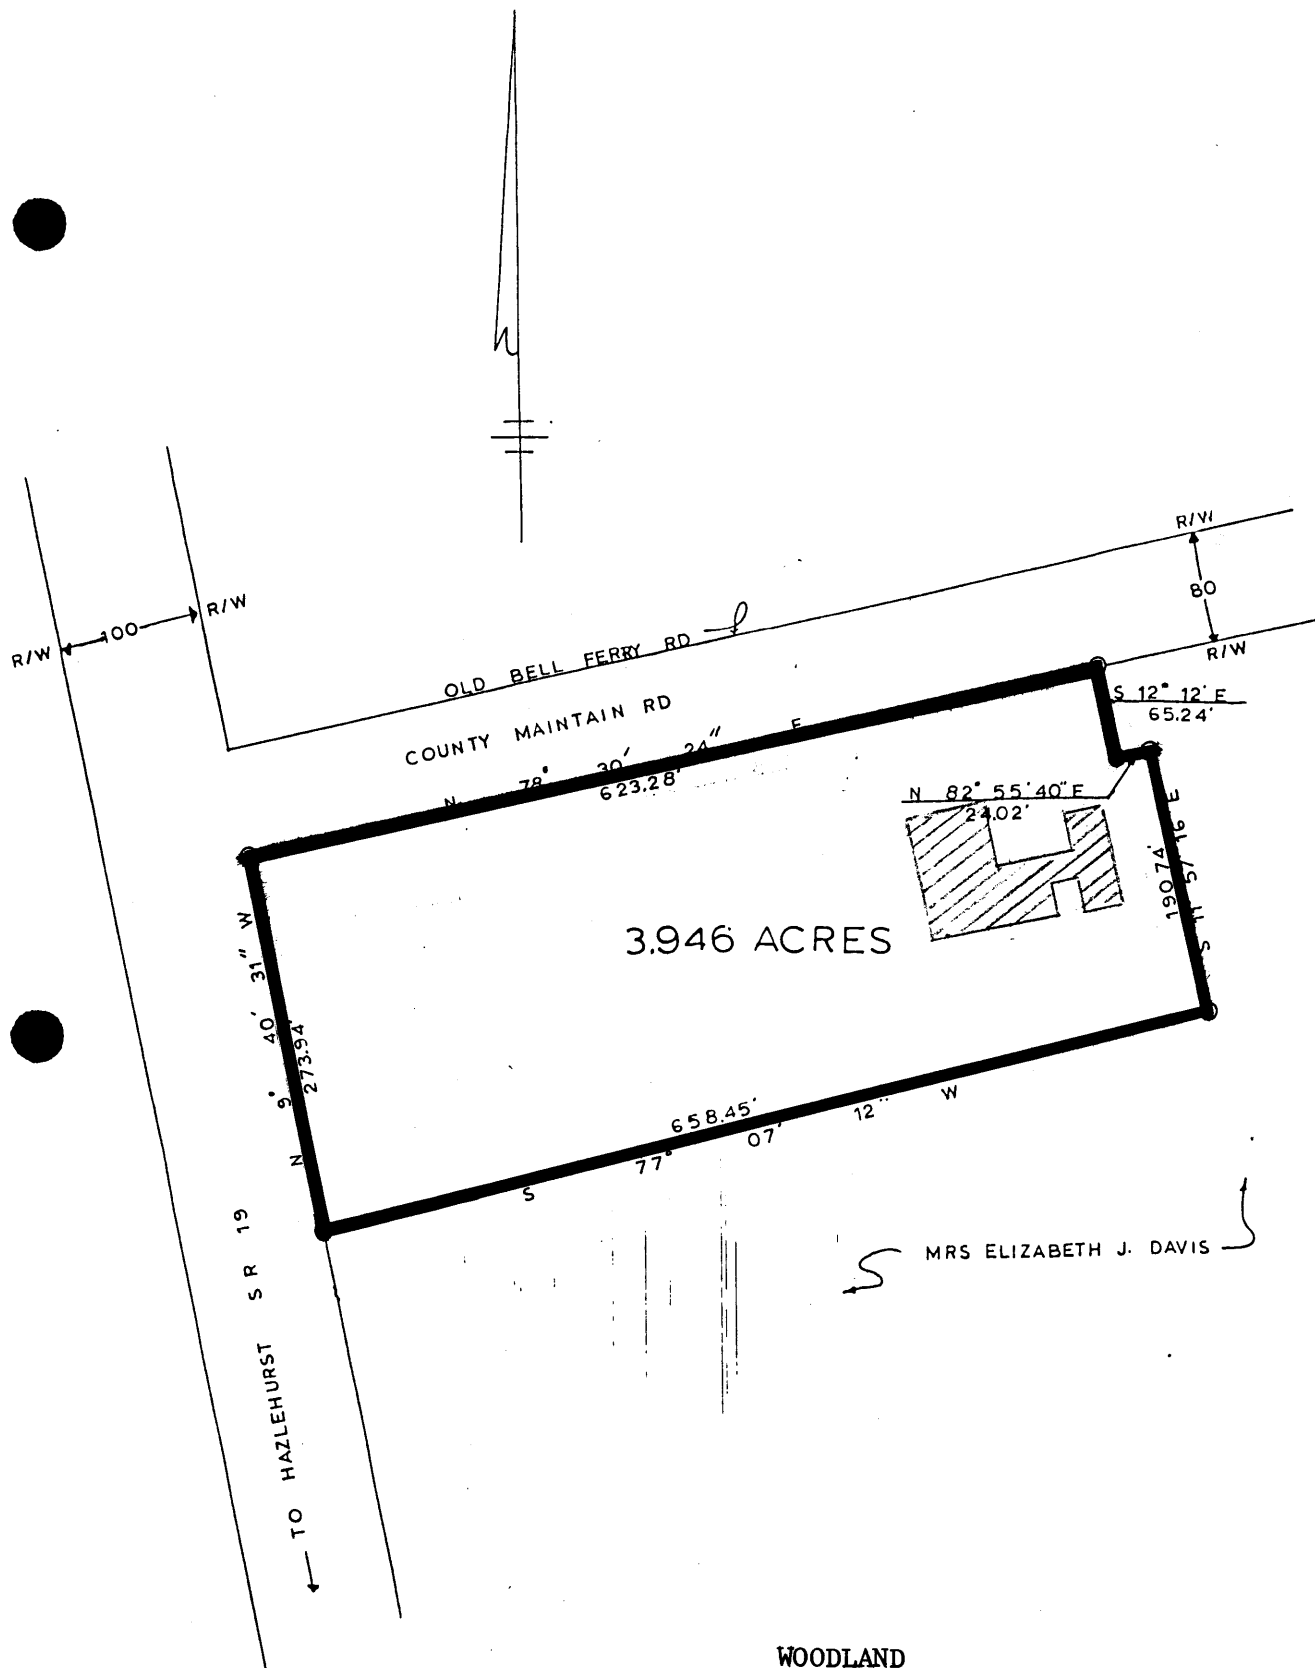 N
R/W
80
R/W
R/W
100
R/W
OLD BELL FERRY RD
COUNTY MAINTAIN RD
N 78° 30' 24" E
623.28'
S 12° 12' E
65.24'
N 82° 55' 40" E
24.02'
190.74'
S 11 57 16 E
3.946 ACRES
N 9° 40' 31" W
273.94'
658.45'
S 77° 07' 12" W
MRS ELIZABETH J. DAVIS
TO HAZLEHURST SR 19
WOODLAND